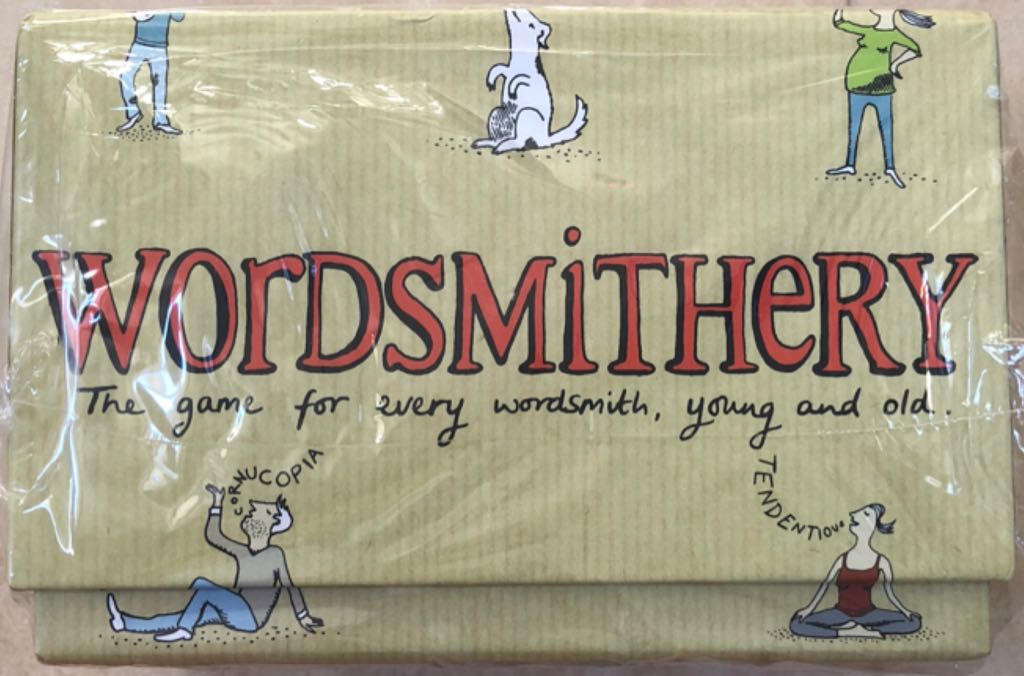 WORDSMiTHeRY
The game for every wordsmith, young and old.
CORNUCOPIA
TENDENTIOUS